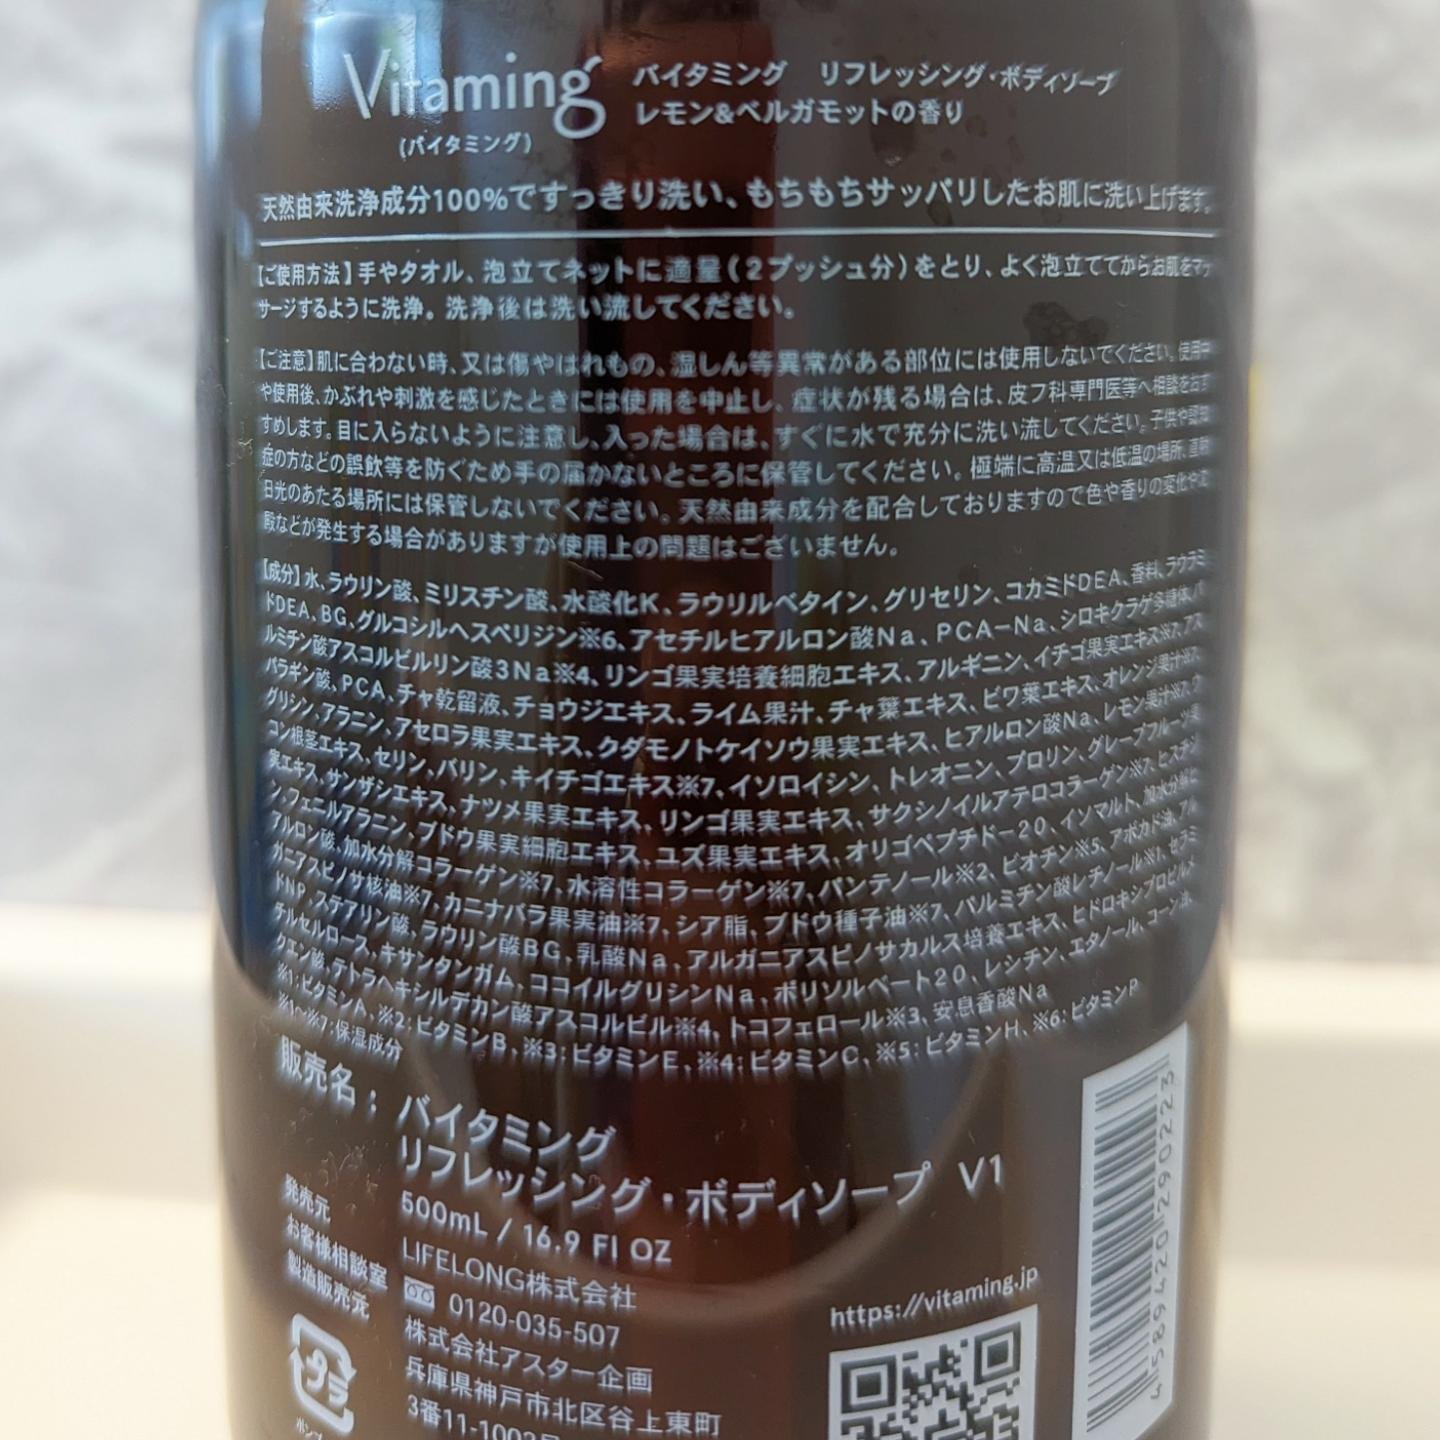 Vitaming
(バイタミング)
バイタミング リフレッシング・ボディソープ
レモン&ベルガモットの香り
天然由来洗浄成分100%ですっきり洗い、もちもちサッパリしたお肌に洗い上げます。
【ご使用方法】手やタオル、泡立てネットに適量(2プッシュ分)をとり、よく泡立ててからお肌をマッ
サージするように洗浄。洗浄後は洗い流してください。
【ご注意】肌に合わない時、又は傷やはれもの、湿しん等異常がある部位には使用しないでください。使用中
や使用後、かぶれや刺激を感じたときには使用を中止し、症状が残る場合は、皮フ科専門医等へ相談をおす
すめします。目に入らないように注意し、入った場合は、すぐに水で充分に洗い流してください。子供や認知
症の方などの誤飲等を防ぐため手の届かないところに保管してください。極端に高温又は低温の場所、直射
日光のあたる場所には保管しないでください。天然由来成分を配合しておりますので色や香りの変化や沈
殿などが発生する場合がありますが使用上の問題はございません。
【成分】水、ラウリン酸、ミリスチン酸、水酸化K、ラウリルベタイン、グリセリン、コカミドDEA、香料、ラウラミ
ドDEA、BG、グルコシルヘスペリジン※6、アセチルヒアルロン酸Na、PCA-Na、シロキクラゲ多糖体、パ
ルミチン酸アスコルビルリン酸3Na※4、リンゴ果実培養細胞エキス、アルギニン、イチゴ果実エキス※7、アス
パラギン酸、PCA、チャ乾留液、チョウジエキス、ライム果汁、チャ葉エキス、ビワ葉エキス、オレンジ果汁※7、
グリシン、アラニン、アセロラ果実エキス、クダモノトケイソウ果実エキス、ヒアルロン酸Na、レモン果汁※7、ウ
コン根茎エキス、セリン、バリン、キイチゴエキス※7、イソロイシン、トレオニン、プロリン、グレープフルーツ果
実エキス、サンザシエキス、ナツメ果実エキス、リンゴ果実エキス、サクシノイルアテロコラーゲン※7、ヒスチジ
ン、フェニルアラニン、ブドウ果実細胞エキス、ユズ果実エキス、オリゴペプチド-20、イソマルト、加水分解ヒ
アルロン酸、加水分解コラーゲン※7、水溶性コラーゲン※7、パンテノール※2、ビオチン※5、アボカド油、アル
ガニアスピノサ核油※7、カニナバラ果実油※7、シア脂、ブドウ種子油※7、パルミチン酸レチノール※1、セラミ
ドNP、ステアリン酸、ラウリン酸BG、乳酸Na、アルガニアスピノサカルス培養エキス、ヒドロキシプロピルメ
チルセルロース、キサンタンガム、ココイルグリシンNa、ポリソルベート20、レシチン、エタノール、コーン油、
クエン酸、テトラヘキシルデカン酸アスコルビル※4、トコフェロール※3、安息香酸Na
※1:ビタミンA、※2:ビタミンB、※3:ビタミンE、※4:ビタミンC、※5:ビタミンH、※6:ビタミンP
※1~※7:保湿成分
販売名: バイタミング
リフレッシング・ボディソープ V1
500mL / 16.9 Fl OZ
発売元 LIFELONG株式会社
お客様相談室 0120-035-507
製造販売元 株式会社アスター企画
兵庫県神戸市北区谷上東町
3番11-1002号
プラ
ポンプ
https://vitaming.jp
4 589420 290223